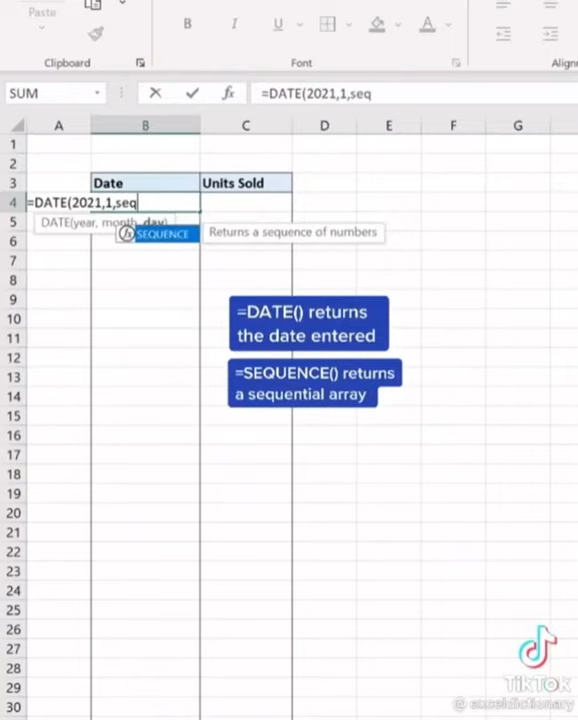 Paste
B I U A
Clipboard Font Align
SUM fx =DATE(2021,1,seq
A B C D E F G
1
2
3 Date Units Sold
4 =DATE(2021,1,seq
5 DATE(year, month, day)
6 fx SEQUENCE Returns a sequence of numbers
7
8
9
10
11
12
13
14
15
16
17
18
19
20
21
22
23
24
25
26
27
28
29
30
=DATE() returns
the date entered
=SEQUENCE() returns
a sequential array
TikTok
@ exceldictionary